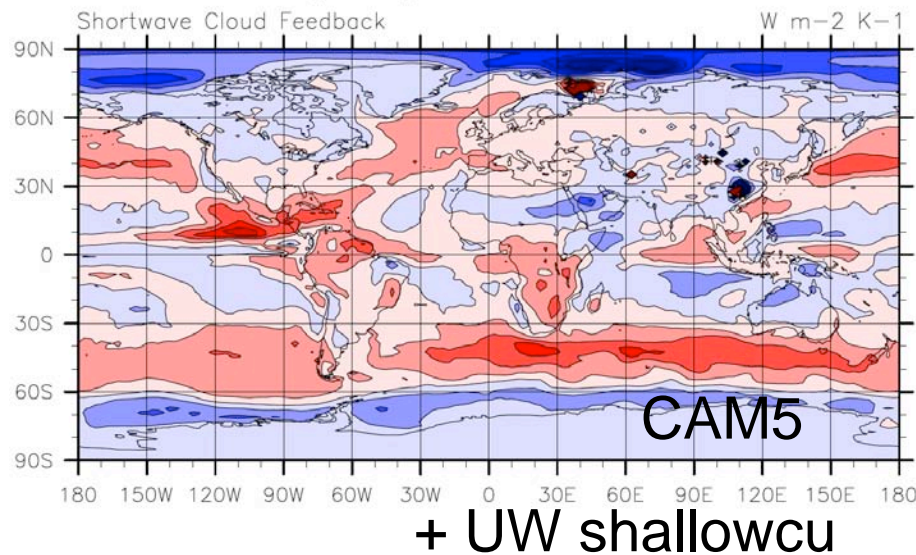 Shortwave Cloud Feedback W m-2 K-1
90N
60N
30N
0
30S
60S
90S
CAM5
180 150W 120W 90W 60W 30W 0 30E 60E 90E 120E 150E 180
+ UW shallowcu